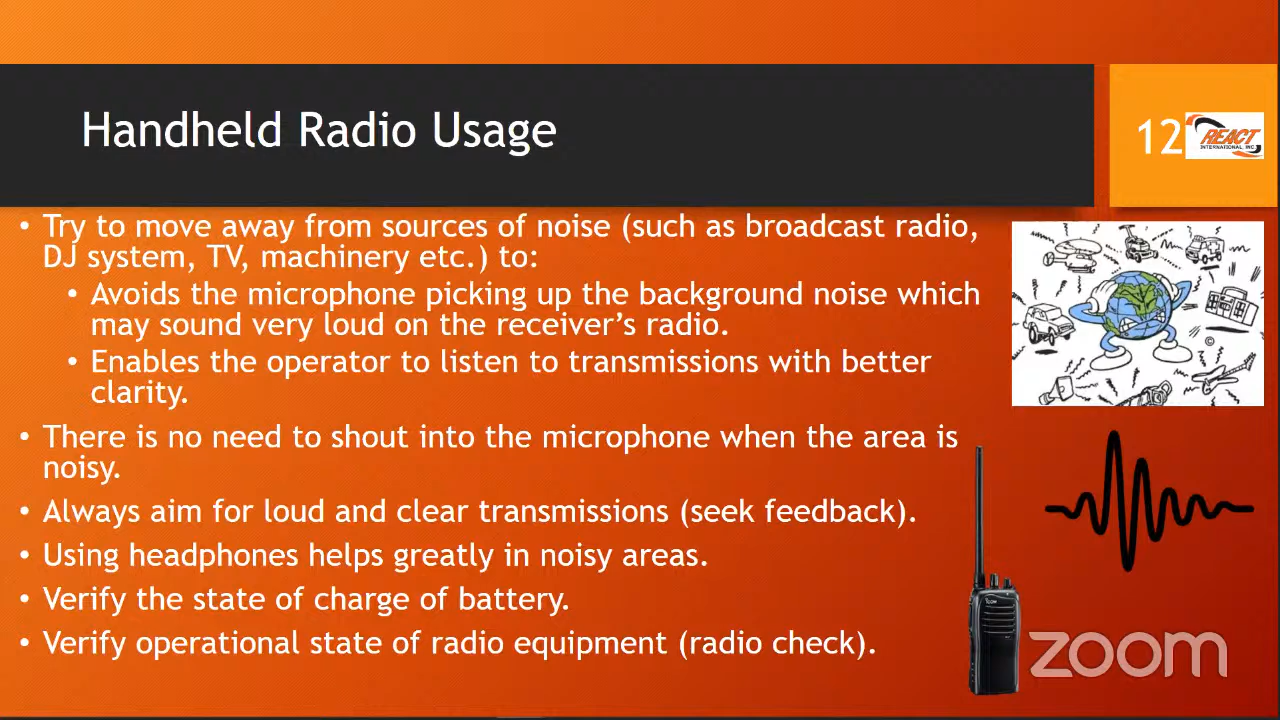 Handheld Radio Usage
12
REACT
INTERNATIONAL, INC.
• Try to move away from sources of noise (such as broadcast radio,
DJ system, TV, machinery etc.) to:
• Avoids the microphone picking up the background noise which
may sound very loud on the receiver's radio.
• Enables the operator to listen to transmissions with better
clarity.
• There is no need to shout into the microphone when the area is
noisy.
• Always aim for loud and clear transmissions (seek feedback).
• Using headphones helps greatly in noisy areas.
• Verify the state of charge of battery.
• Verify operational state of radio equipment (radio check).
©
ICOM
zoom